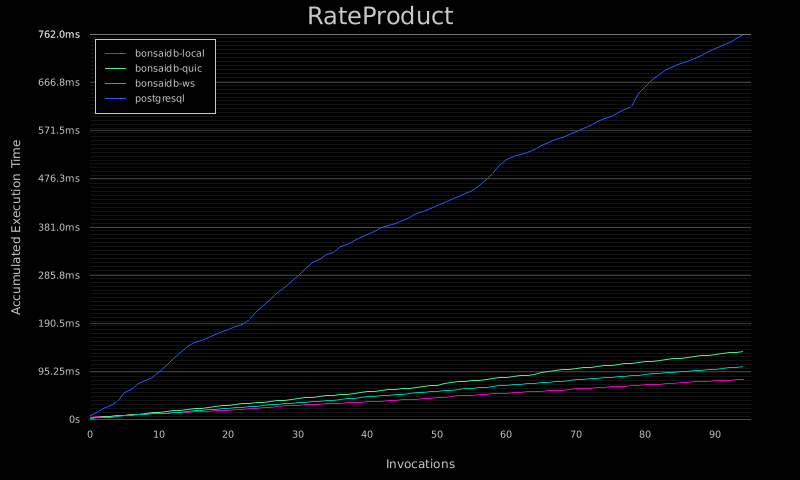 RateProduct
762.0ms
666.8ms
571.5ms
476.3ms
381.0ms
285.8ms
190.5ms
95.25ms
0s
bonsaidb-local
bonsaidb-quic
bonsaidb-ws
postgresql
Accumulated Execution Time
0 10 20 30 40 50 60 70 80 90
Invocations